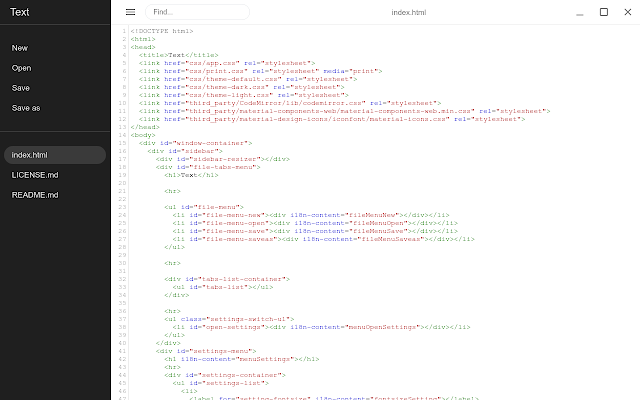 Text
Find...
index.html
New
Open
Save
Save as
index.html
LICENSE.md
README.md
1 <!DOCTYPE html>
2 <html>
3 <head>
4 <title>Text</title>
5 <link href="css/app.css" rel="stylesheet">
6 <link href="css/print.css" rel="stylesheet" media="print">
7 <link href="css/theme-default.css" rel="stylesheet">
8 <link href="css/theme-dark.css" rel="stylesheet">
9 <link href="css/theme-light.css" rel="stylesheet">
10 <link href="third_party/CodeMirror/lib/codemirror.css" rel="stylesheet">
11 <link href="third_party/material-components-web/material-components-web.min.css" rel="stylesheet">
12 <link href="third_party/material-design-icons/iconfont/material-icons.css" rel="stylesheet">
13 </head>
14 <body>
15 <div id="window-container">
16 <div id="sidebar">
17 <div id="sidebar-resizer"></div>
18 <div id="file-tabs-menu">
19 <h1>Text</h1>
20
21 <hr>
22
23 <ul id="file-menu">
24 <li id="file-menu-new"><div i18n-content="fileMenuNew"></div></li>
25 <li id="file-menu-open"><div i18n-content="fileMenuOpen"></div></li>
26 <li id="file-menu-save"><div i18n-content="fileMenuSave"></div></li>
27 <li id="file-menu-saveas"><div i18n-content="fileMenuSaveas"></div></li>
28 </ul>
29
30 <hr>
31
32 <div id="tabs-list-container">
33 <ul id="tabs-list"></ul>
34 </div>
35
36 <hr>
37 <ul class="settings-switch-ul">
38 <li id="open-settings"><div i18n-content="menuOpenSettings"></div></li>
39 </ul>
40 </div>
41 <div id="settings-menu">
42 <h1 i18n-content="menuSettings"></h1>
43 <hr>
44 <div id="settings-container">
45 <ul id="settings-list">
46 <li>
47 <label for="setting-fontsize" i18n-content="fontsizeSetting"></label>